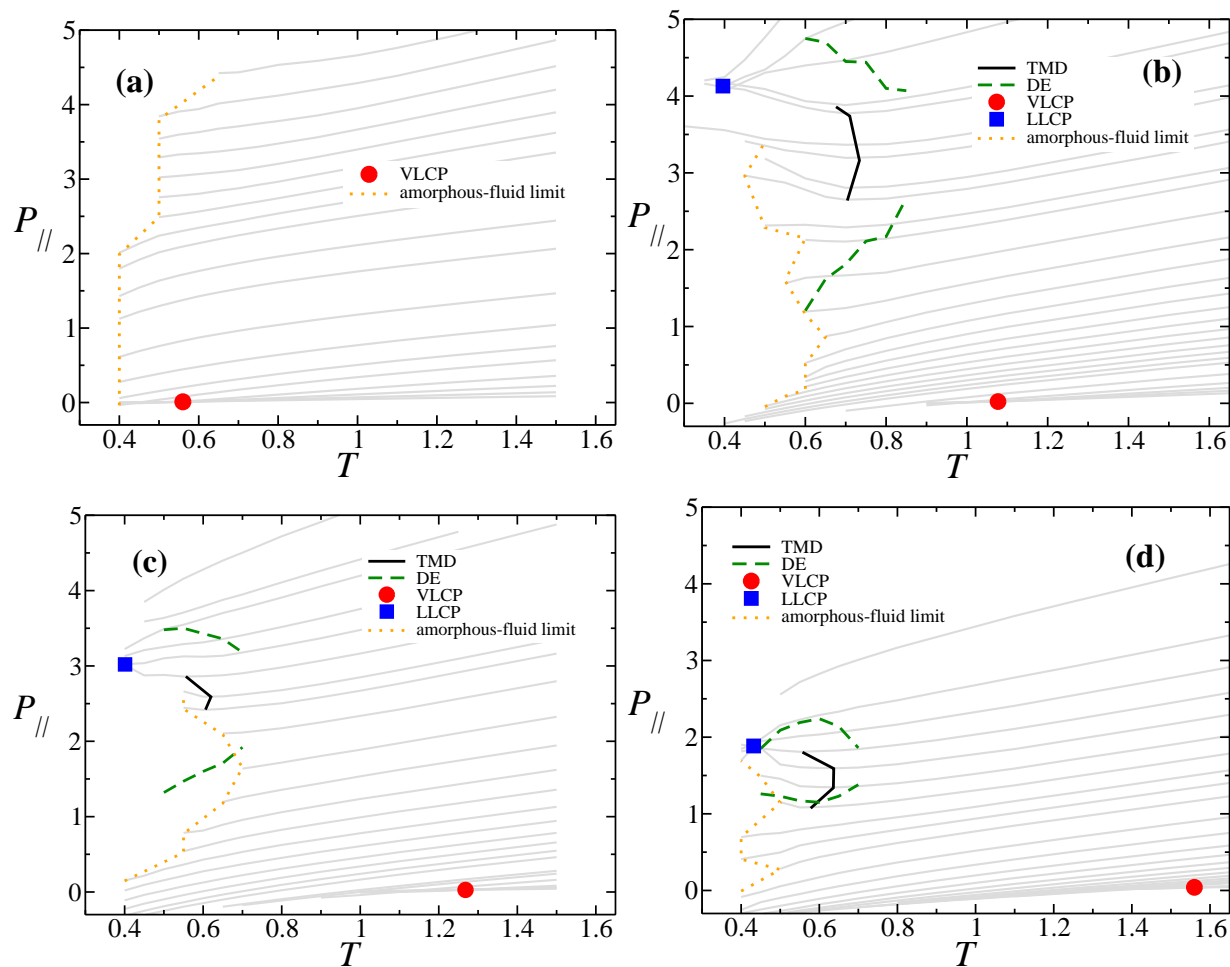 (a)
5
4
3
2
1
0
P//
VLCP
amorphous-fluid limit
0.4 0.6 0.8 1 1.2 1.4 1.6
T
(b)
5
4
3
2
1
0
P//
TMD
DE
VLCP
LLCP
amorphous-fluid limit
0.4 0.6 0.8 1 1.2 1.4 1.6
T
(c)
5
4
3
2
1
0
P//
TMD
DE
VLCP
LLCP
amorphous-fluid limit
0.4 0.6 0.8 1 1.2 1.4 1.6
T
(d)
5
4
3
2
1
0
P//
TMD
DE
VLCP
LLCP
amorphous-fluid limit
0.4 0.6 0.8 1 1.2 1.4 1.6
T